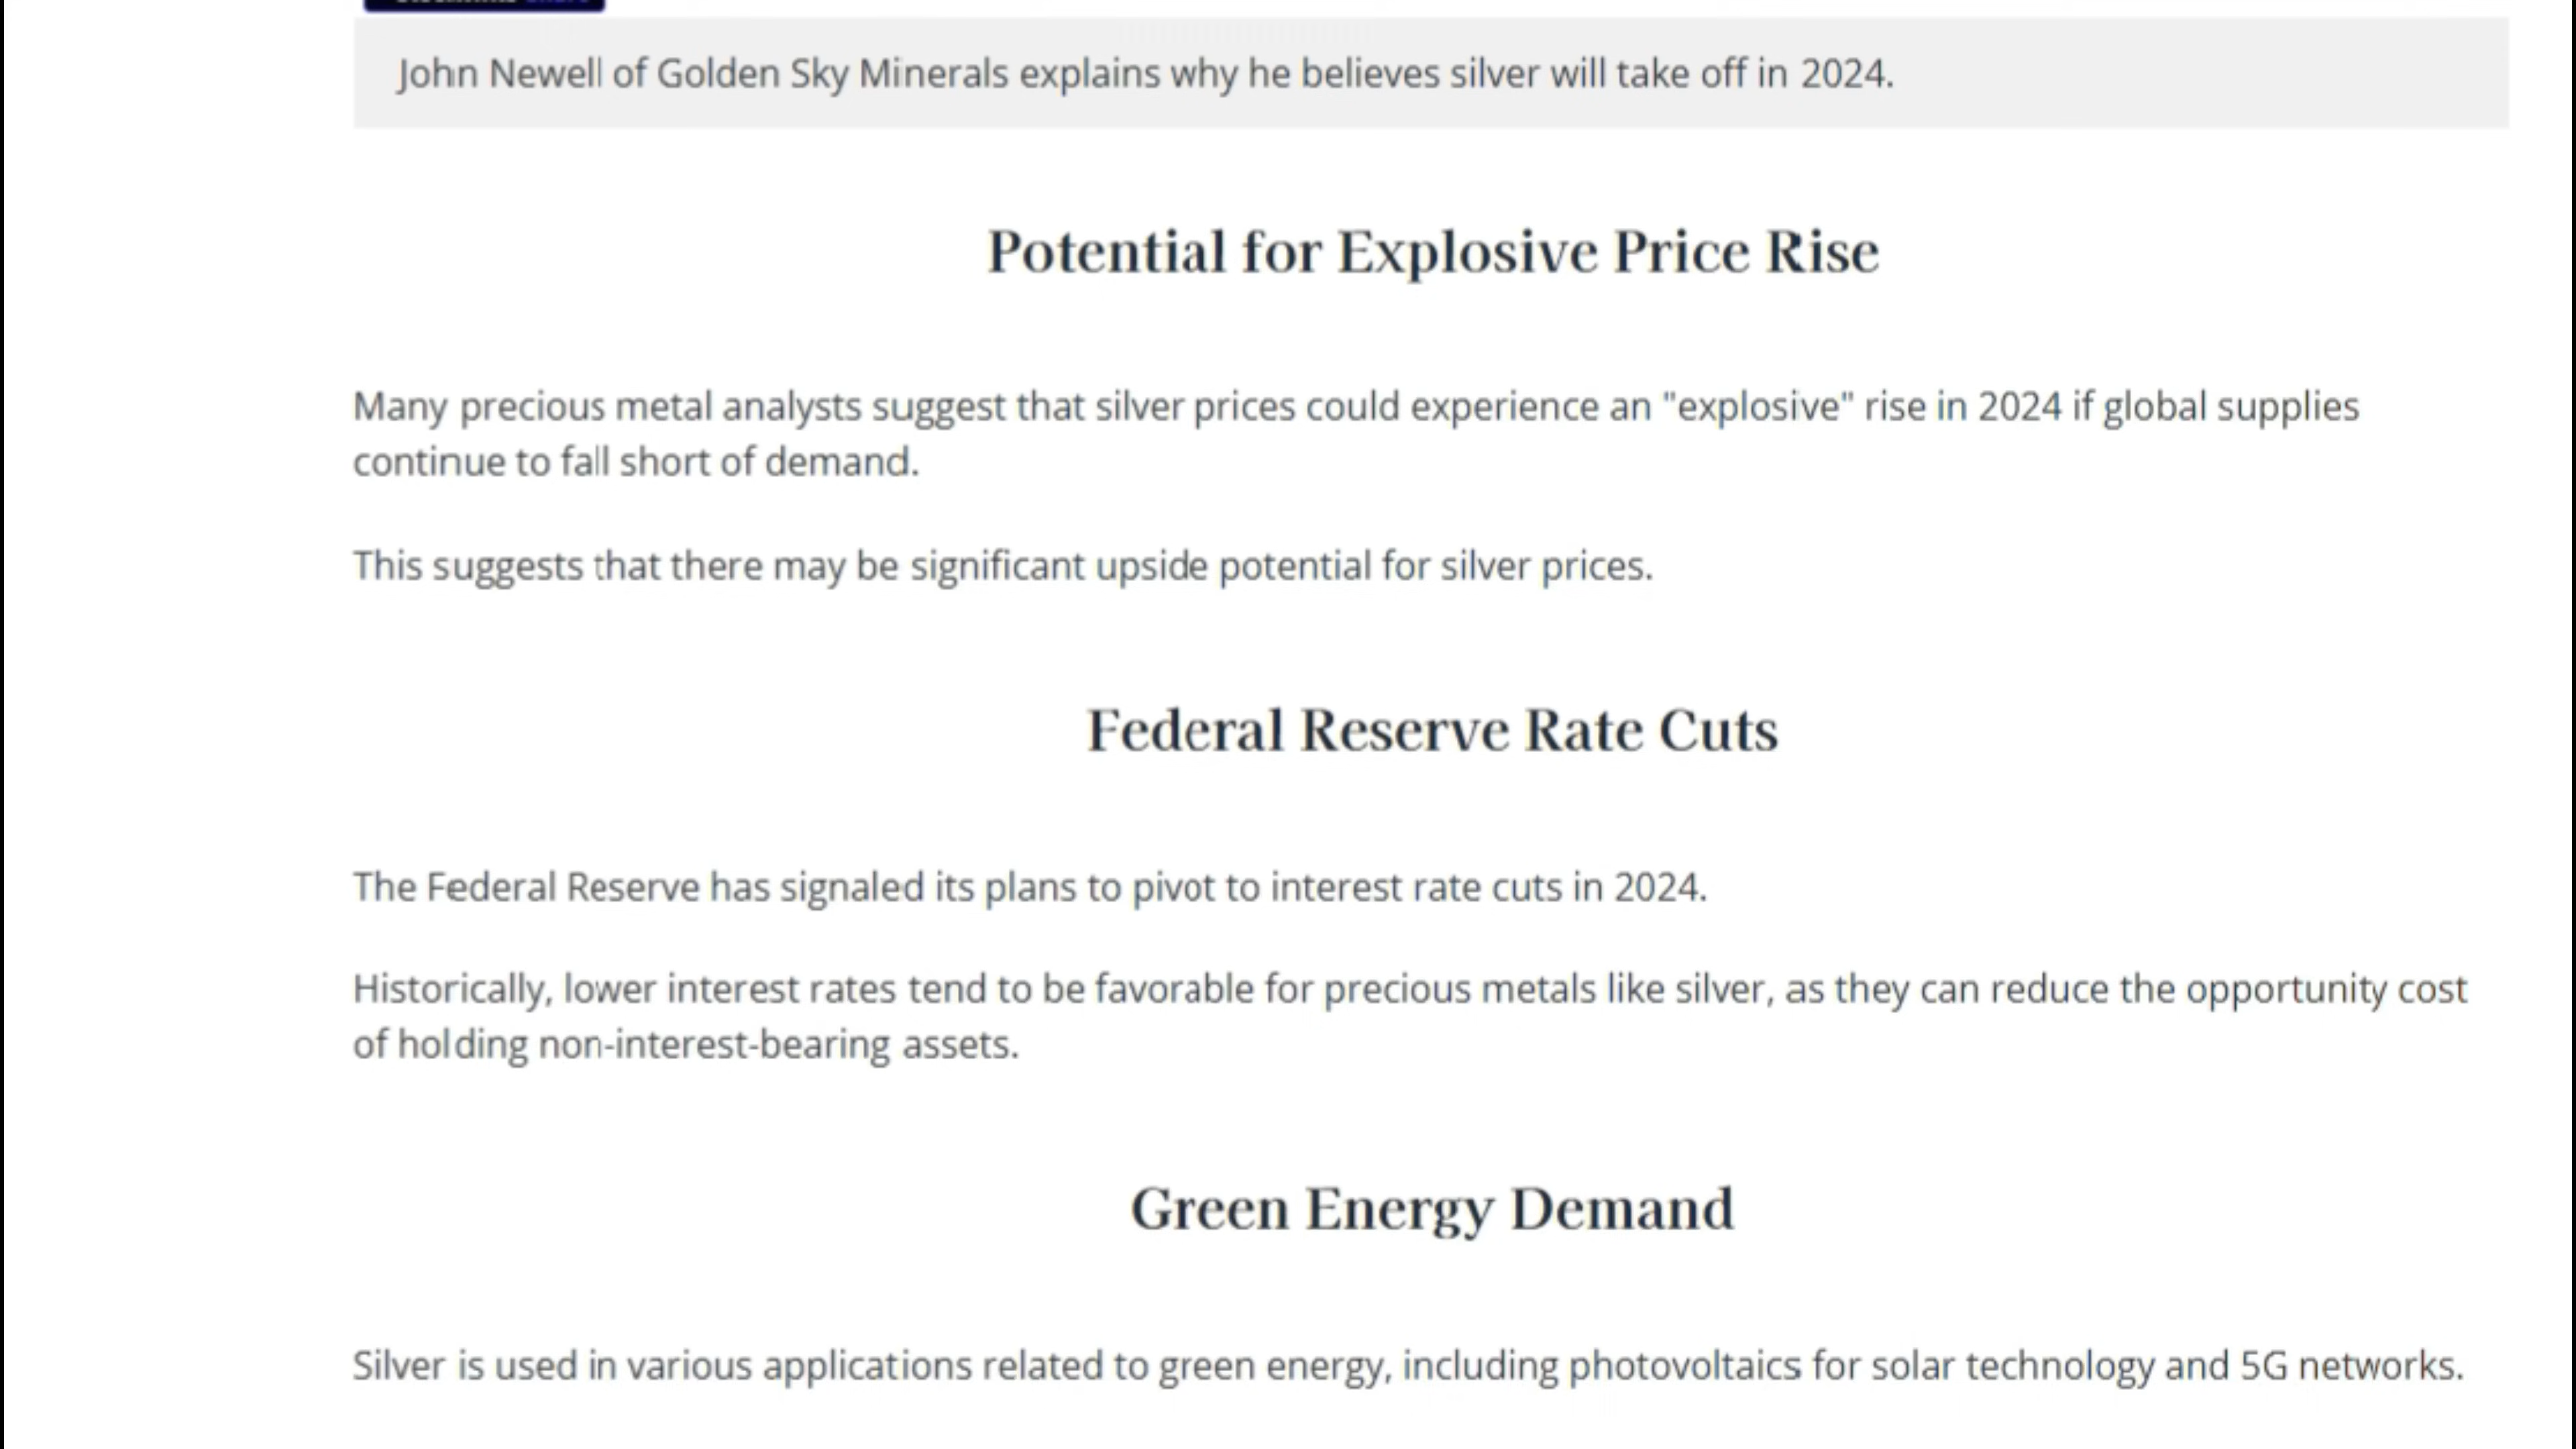 John Newell of Golden Sky Minerals explains why he believes silver will take off in 2024.
Potential for Explosive Price Rise
Many precious metal analysts suggest that silver prices could experience an "explosive" rise in 2024 if global supplies
continue to fall short of demand.
This suggests that there may be significant upside potential for silver prices.
Federal Reserve Rate Cuts
The Federal Reserve has signaled its plans to pivot to interest rate cuts in 2024.
Historically, lower interest rates tend to be favorable for precious metals like silver, as they can reduce the opportunity cost
of holding non-interest-bearing assets.
Green Energy Demand
Silver is used in various applications related to green energy, including photovoltaics for solar technology and 5G networks.